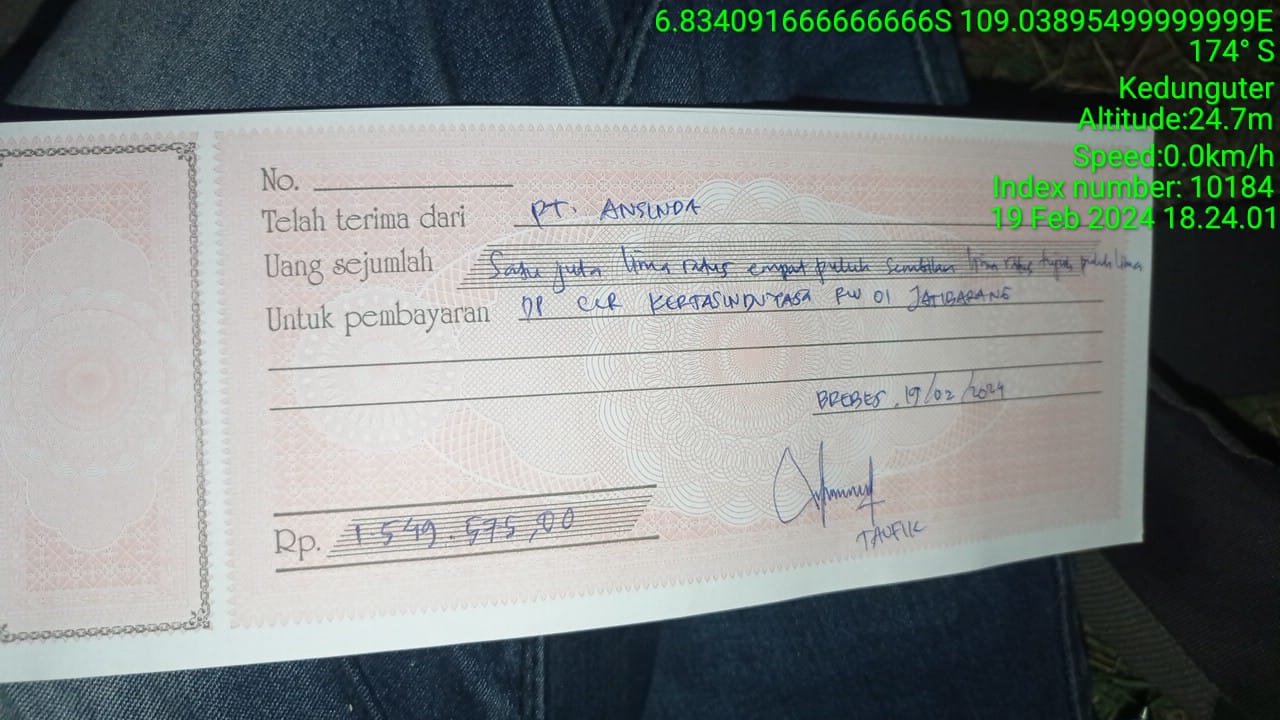 6.834091666666666S 109.03895499999999E
174° S
Kedunguter
Altitude:24.7m
Speed:0.0km/h
Index number: 10184
19 Feb 2024 18.24.01
No.
Telah terima dari PT. ANSINDA
Uang sejumlah Satu juta lima ratus empat puluh sembilan lima ratus tujuh puluh lima
Untuk pembayaran DP KERTASINDUYASA RW 01 JATIBARANG
BREBES, 19/02/2024
Rp. 1.549.575,00
TAUFIK